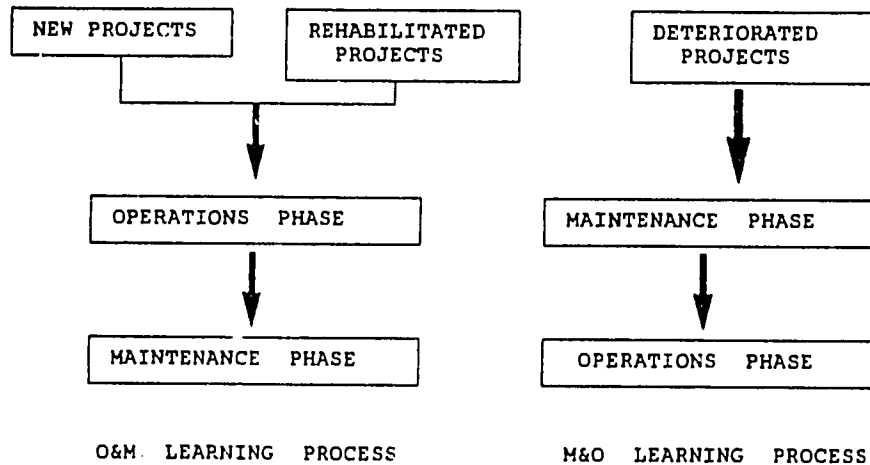 NEW PROJECTS
REHABILITATED
PROJECTS
DETERIORATED
PROJECTS
OPERATIONS PHASE
MAINTENANCE PHASE
MAINTENANCE PHASE
OPERATIONS PHASE
O&M LEARNING PROCESS
M&O LEARNING PROCESS